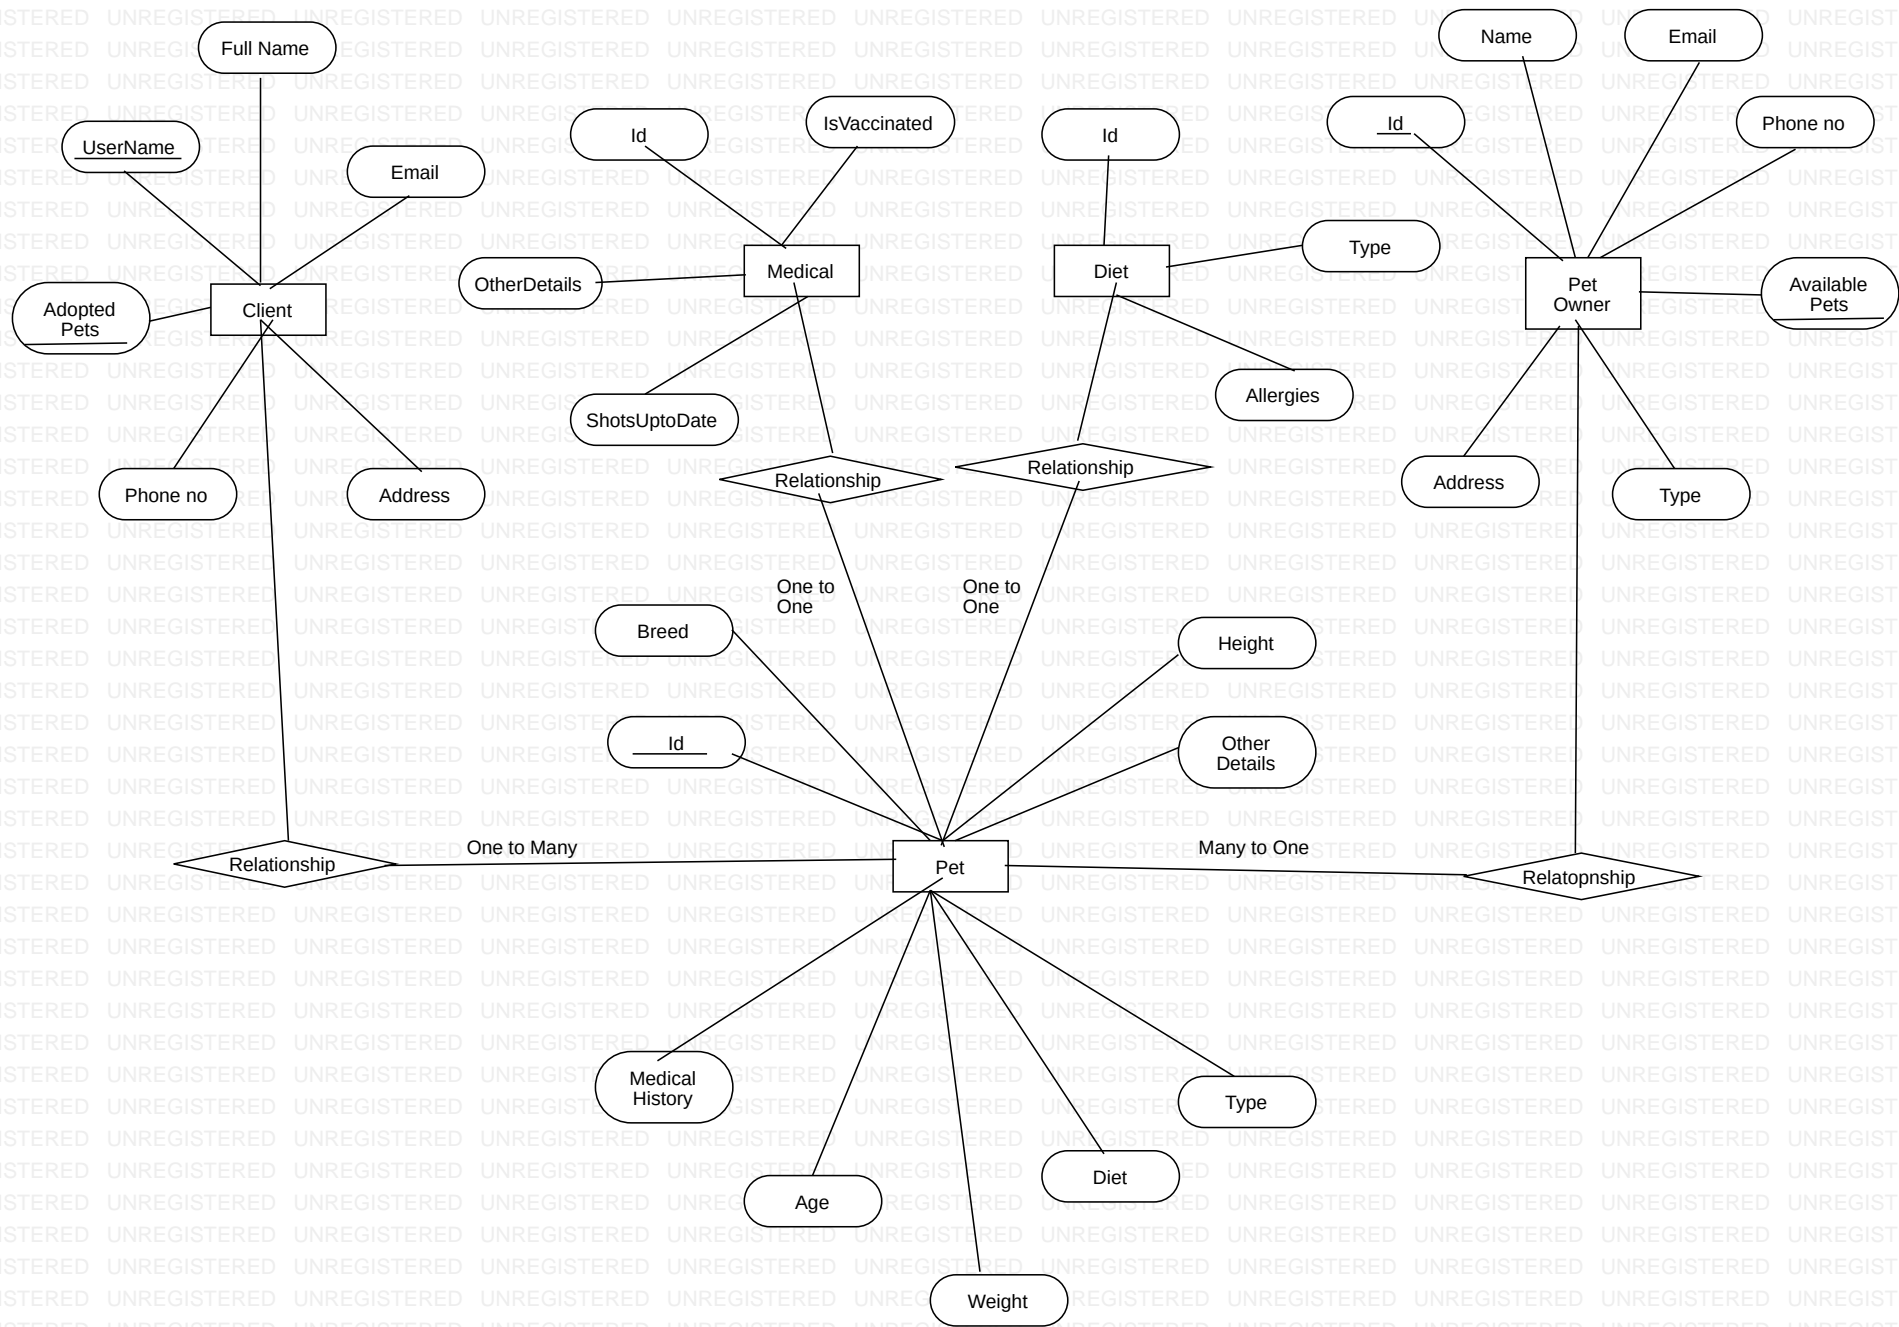 Full Name
UserName
Email
Adopted
Pets
Client
Phone no
Address
Id
IsVaccinated
OtherDetails
Medical
ShotsUptoDate
Relationship
Id
Diet
Type
Allergies
Relationship
Name
Email
Id
Phone no
Pet
Owner
Available
Pets
Address
Type
One to
One
One to
One
Breed
Id
Height
Other
Details
Relationship
One to Many
Pet
Many to One
Relatopnship
Medical
History
Age
Weight
Diet
Type
UNREGISTERED